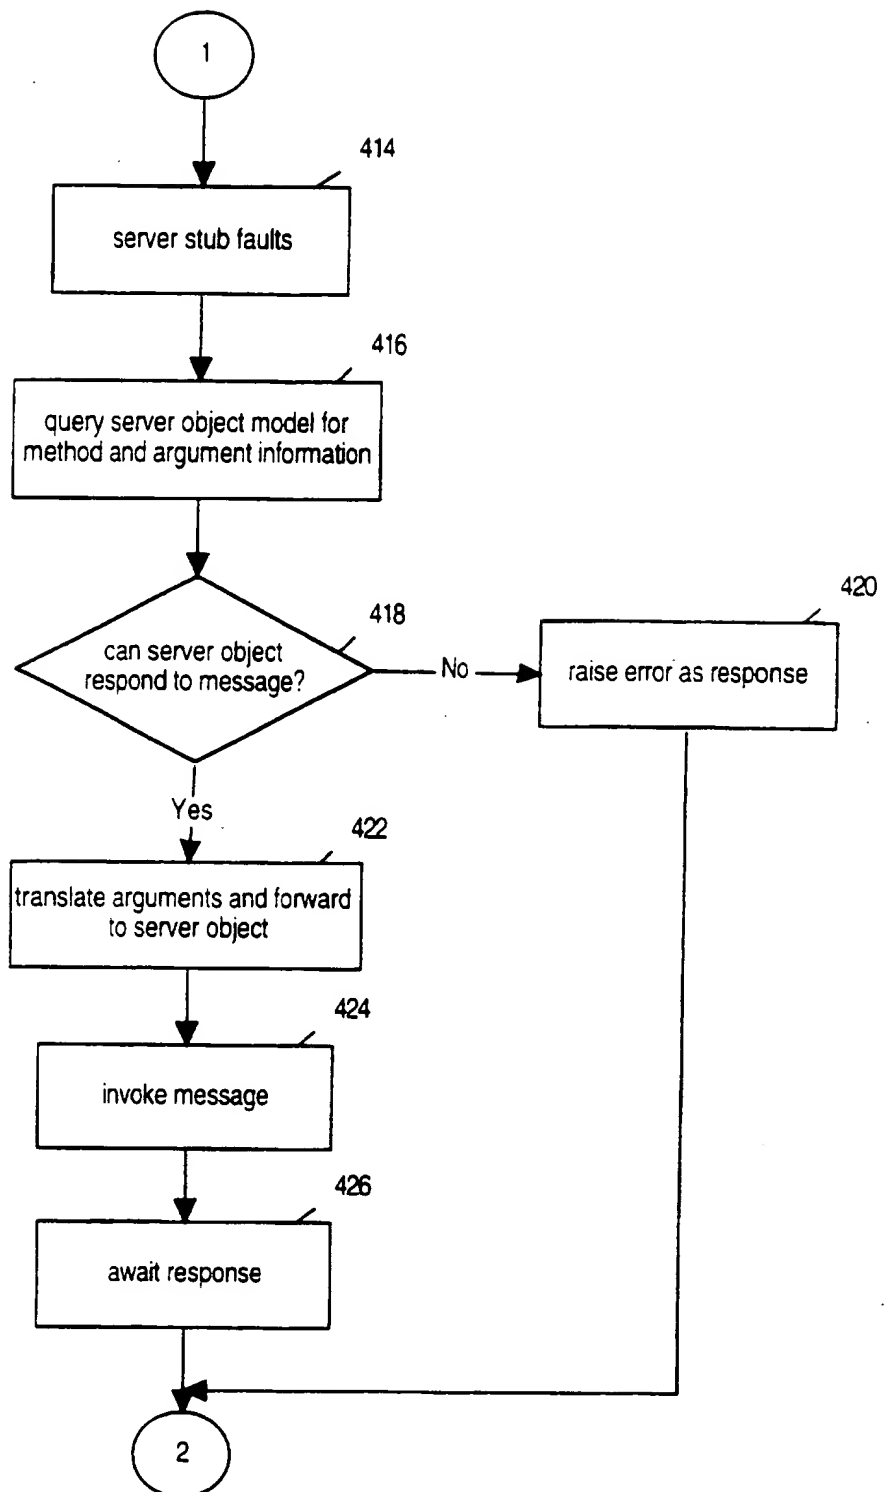 1
414
server stub faults
416
query server object model for
method and argument information
418
can server object
respond to message?
No
420
raise error as response
Yes
422
translate arguments and forward
to server object
424
invoke message
426
await response
2